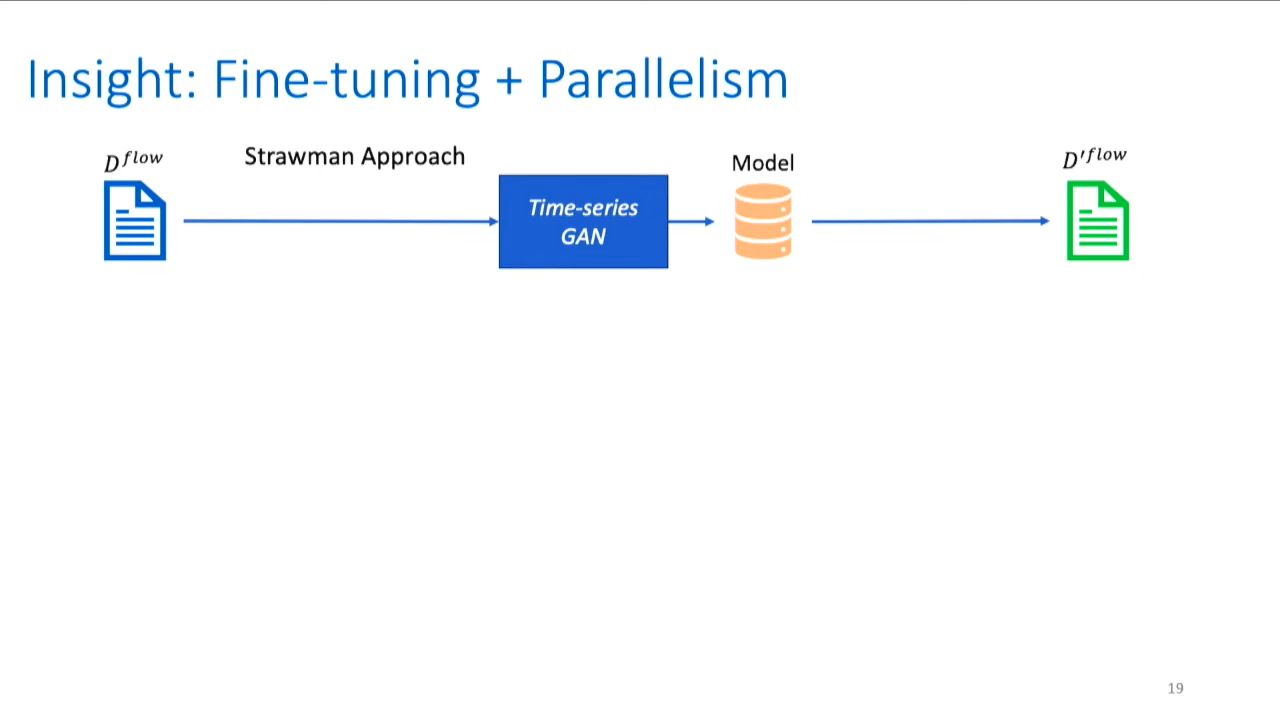 Insight: Fine-tuning + Parallelism
D^flow
Strawman Approach
Model
D'^flow
Time-series
GAN
19